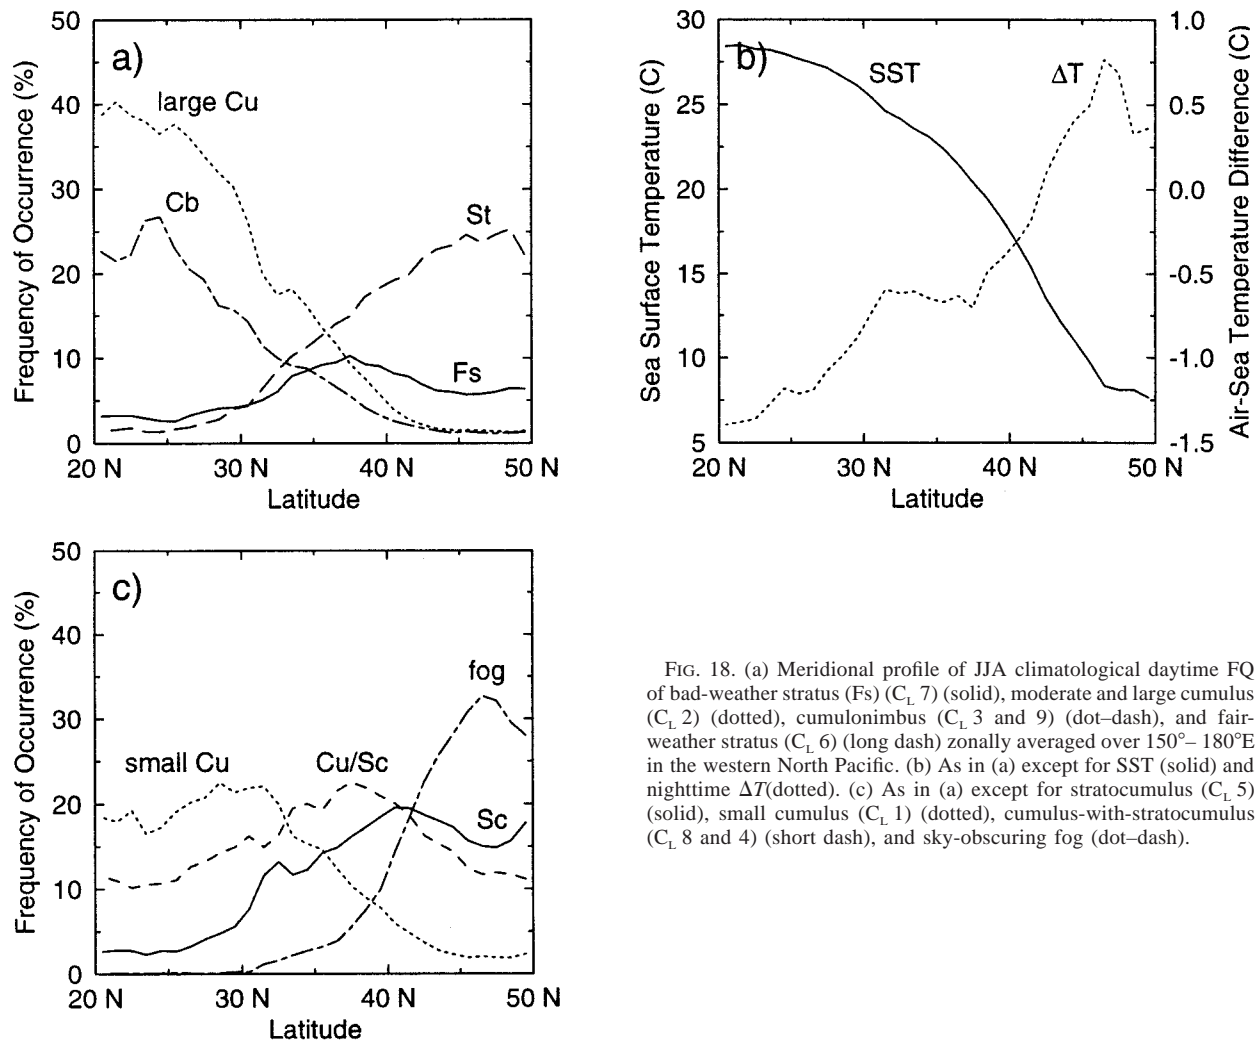 a)
50
40
30
20
10
0
Frequency of Occurrence (%)
large Cu
Cb
St
Fs
20 N
30 N
40 N
50 N
Latitude
b)
30
25
20
15
10
5
Sea Surface Temperature (C)
SST
ΔT
1.0
0.5
0.0
-0.5
-1.0
-1.5
Air-Sea Temperature Difference (C)
20 N
30 N
40 N
50 N
Latitude
c)
50
40
30
20
10
0
Frequency of Occurrence (%)
fog
small Cu
Cu/Sc
Sc
20 N
30 N
40 N
50 N
Latitude
FIG. 18. (a) Meridional profile of JJA climatological daytime FQ
of bad-weather stratus (Fs) (C_L 7) (solid), moderate and large cumulus
(C_L 2) (dotted), cumulonimbus (C_L 3 and 9) (dot–dash), and fair-
weather stratus (C_L 6) (long dash) zonally averaged over 150°– 180°E
in the western North Pacific. (b) As in (a) except for SST (solid) and
nighttime ΔT(dotted). (c) As in (a) except for stratocumulus (C_L 5)
(solid), small cumulus (C_L 1) (dotted), cumulus-with-stratocumulus
(C_L 8 and 4) (short dash), and sky-obscuring fog (dot–dash).